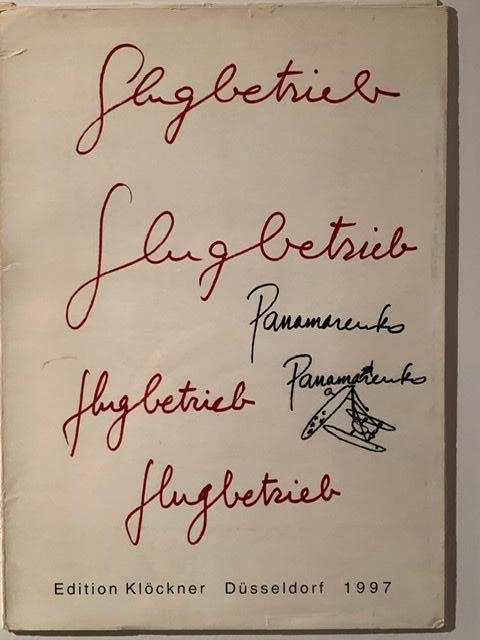 flugbetrieb
flugbetrieb
Panamarenko
Panamarenko
flugbetrieb
flugbetrieb
Edition Klöckner Düsseldorf 1997